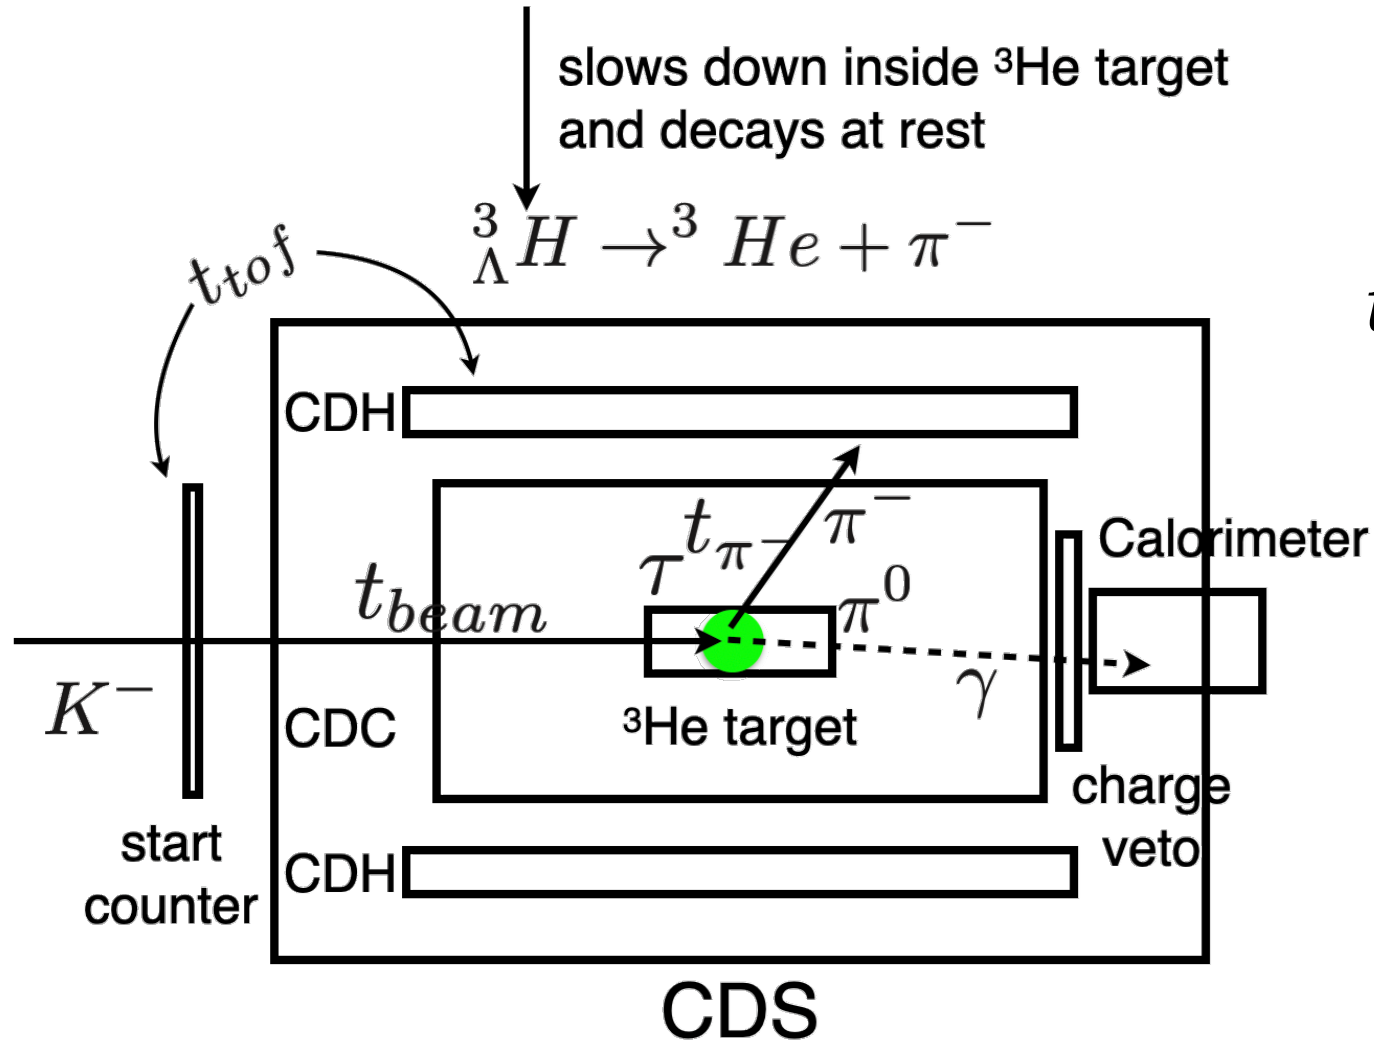 slows down inside ³He target
and decays at rest
³_ΛH →³ He + π⁻
t_tof
CDH
t_π⁻
π⁻
τ
Calorimeter
t_beam
π⁰
K⁻
γ
CDC
³He target
charge
veto
start
counter
CDH
CDS